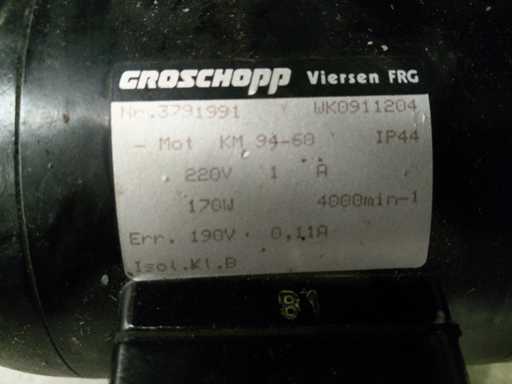 GROSCHOPP Viersen FRG
Nr.3791991 WK0911204
- Mot KM 94-60 IP44
220V 1 A
170W 4000min-1
Err. 190V 0,11A
Isol.Kl.B